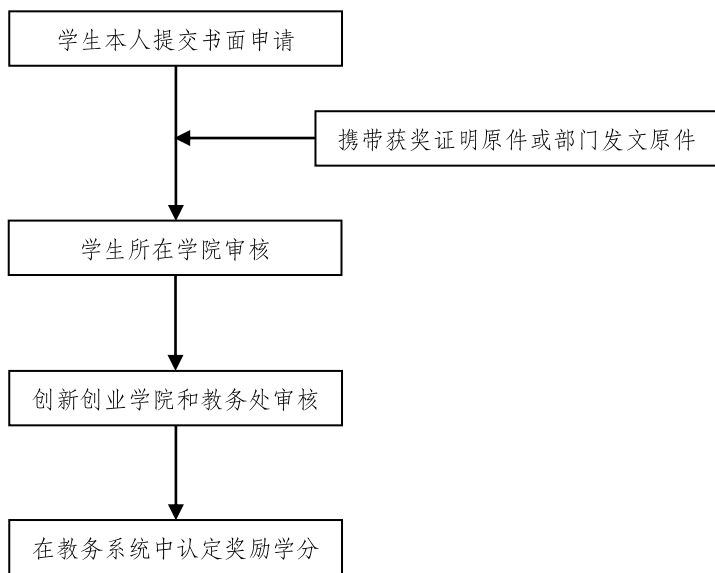 学生本人提交书面申请
携带获奖证明原件或部门发文原件
学生所在学院审核
创新创业学院和教务处审核
在教务系统中认定奖励学分